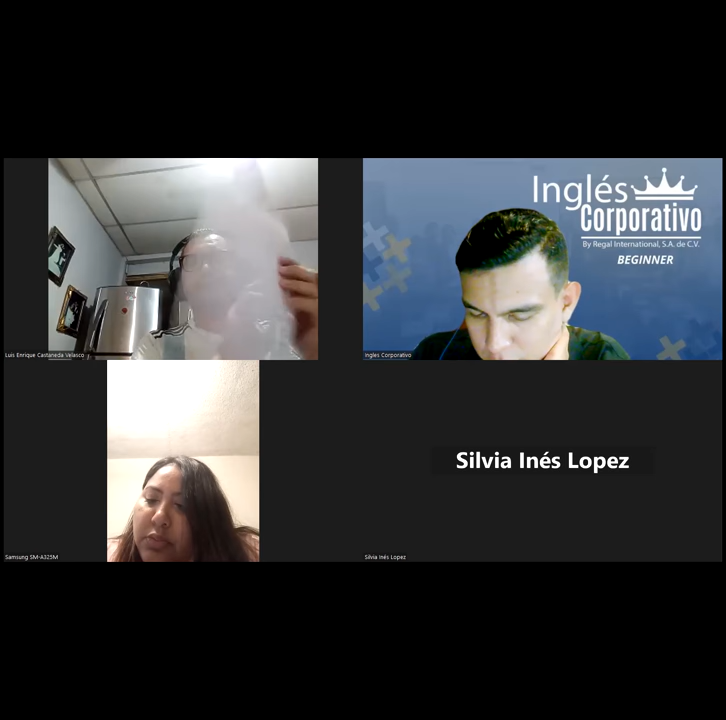 Inglés
Corporativo
By Regal International, S.A. de C.V.
BEGINNER
Luis Enrique Castaneda Velasco
Ingles Corporativo
Silvia Inés Lopez
Samsung SM-A325M
Silvia Inés Lopez